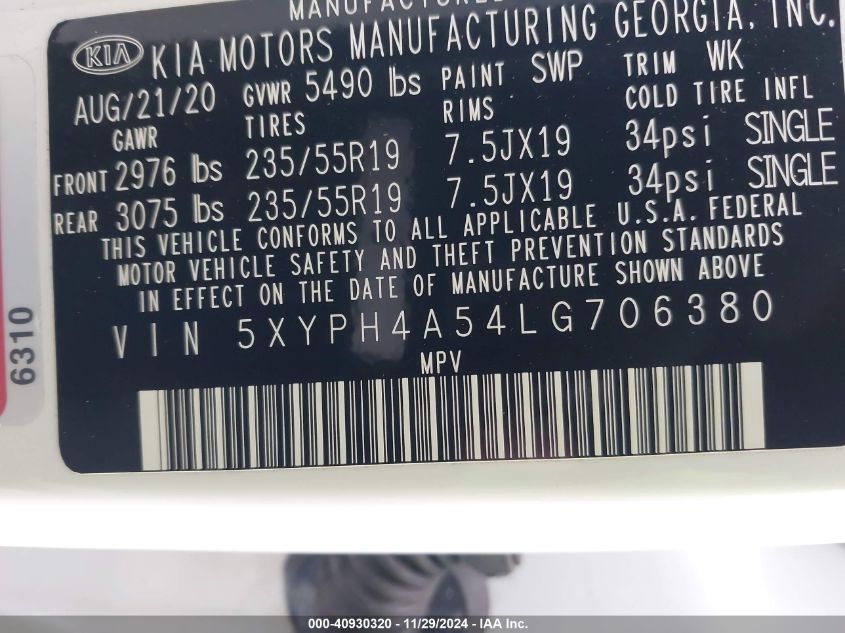 MANUFACTURED
KIA KIA MOTORS MANUFACTURING GEORGIA, INC.
AUG/21/20 GVWR 5490 lbs PAINT SWP TRIM WK
GAWR TIRES RIMS COLD TIRE INFL
FRONT 2976 lbs 235/55R19 7.5JX19 34psi SINGLE
REAR 3075 lbs 235/55R19 7.5JX19 34psi SINGLE
THIS VEHICLE CONFORMS TO ALL APPLICABLE U.S.A. FEDERAL
MOTOR VEHICLE SAFETY AND THEFT PREVENTION STANDARDS
IN EFFECT ON THE DATE OF MANUFACTURE SHOWN ABOVE
VIN 5XYPH4A54LG706380
MPV
6310
000-40930320 - 11/29/2024 - IAA Inc.